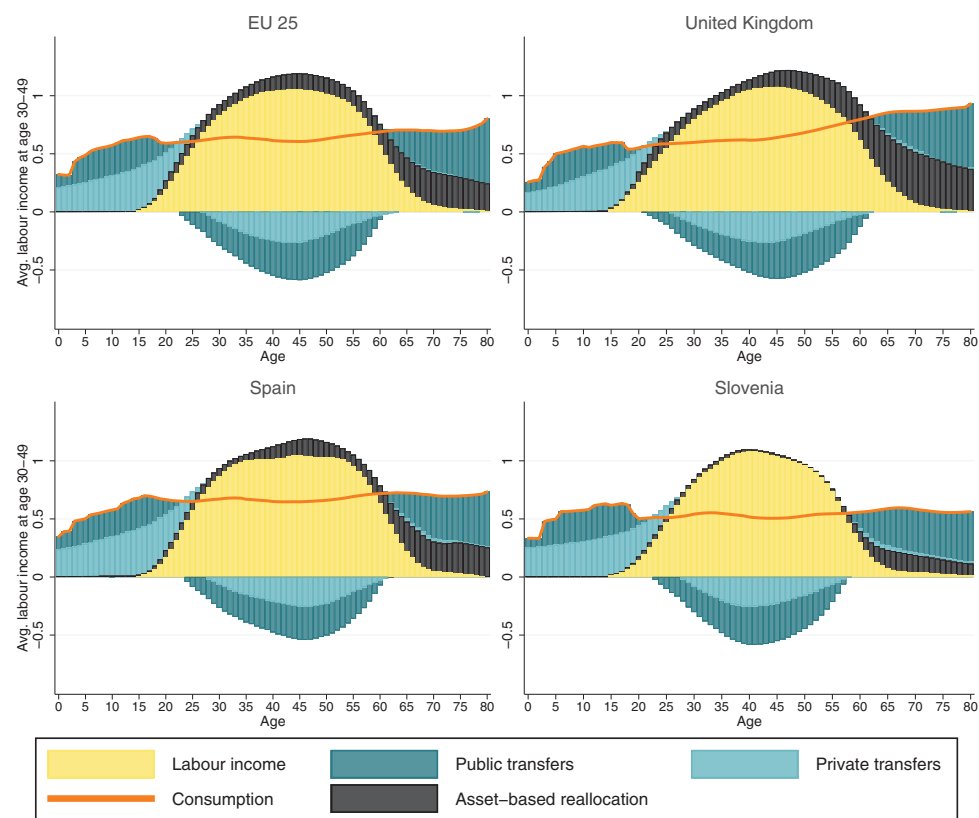 EU 25
United Kingdom
Avg. labour income at age 30–49
1
0.5
0
−0.5
0 5 10 15 20 25 30 35 40 45 50 55 60 65 70 75 80
Age
1
0.5
0
−0.5
0 5 10 15 20 25 30 35 40 45 50 55 60 65 70 75 80
Age
Spain
Slovenia
Avg. labour income at age 30–49
1
0.5
0
−0.5
0 5 10 15 20 25 30 35 40 45 50 55 60 65 70 75 80
Age
1
0.5
0
−0.5
0 5 10 15 20 25 30 35 40 45 50 55 60 65 70 75 80
Age
Labour income
Public transfers
Private transfers
Consumption
Asset−based reallocation